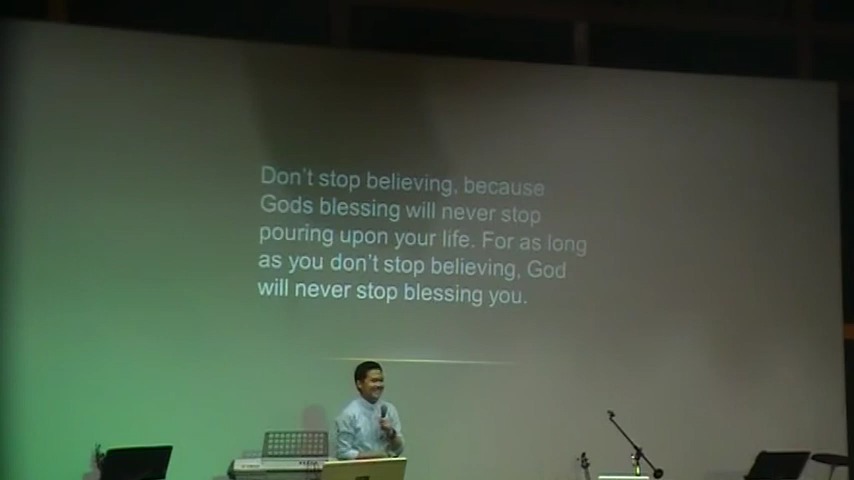 Don't stop believing, because
Gods blessing will never stop
pouring upon your life. For as long
as you don't stop believing, God
will never stop blessing you.